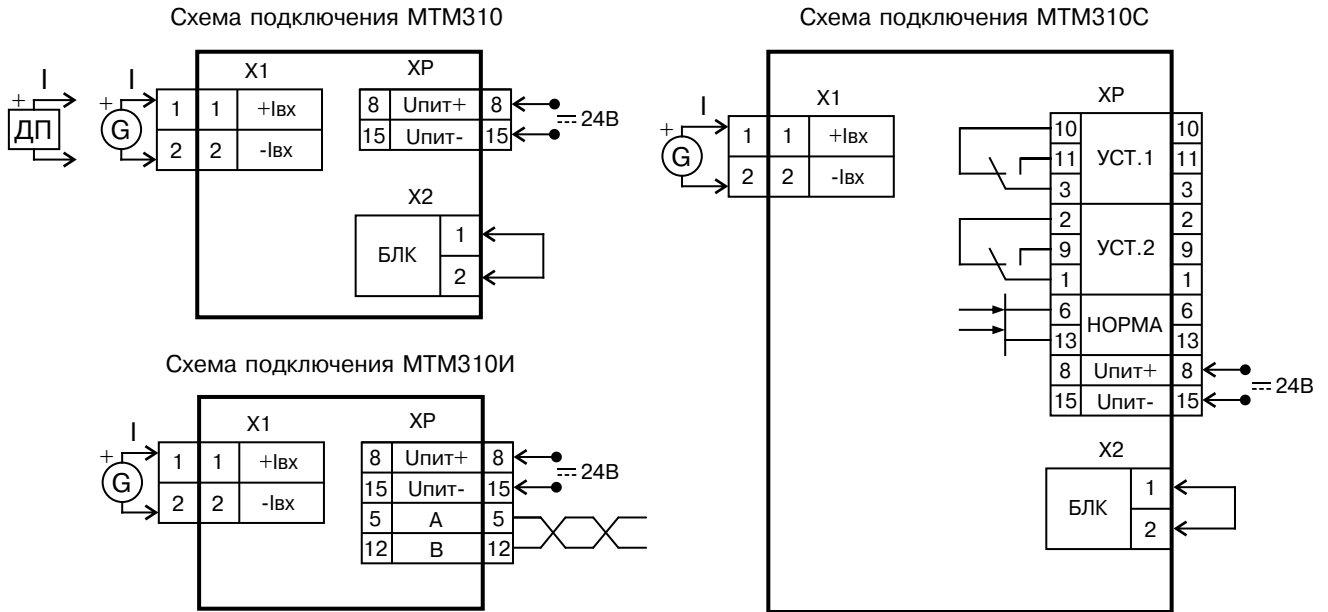 Схема подключения МТМ310
I I
+ ДП
+ G
X1
1 1 +Iвх
2 2 -Iвх
XP
8 Uпит+ 8
15 Uпит- 15
24В
X2
БЛК
1
2
Схема подключения МТМ310И
I
+ G
X1
1 1 +Iвх
2 2 -Iвх
XP
8 Uпит+ 8
15 Uпит- 15
5 A 5
12 B 12
24В
Схема подключения МТМ310С
I
+ G
X1
1 1 +Iвх
2 2 -Iвх
XP
10 10
11 УСТ.1 11
3 3
2 2
9 УСТ.2 9
1 1
6 НОРМА 6
13 13
8 Uпит+ 8
15 Uпит- 15
24В
X2
БЛК
1
2